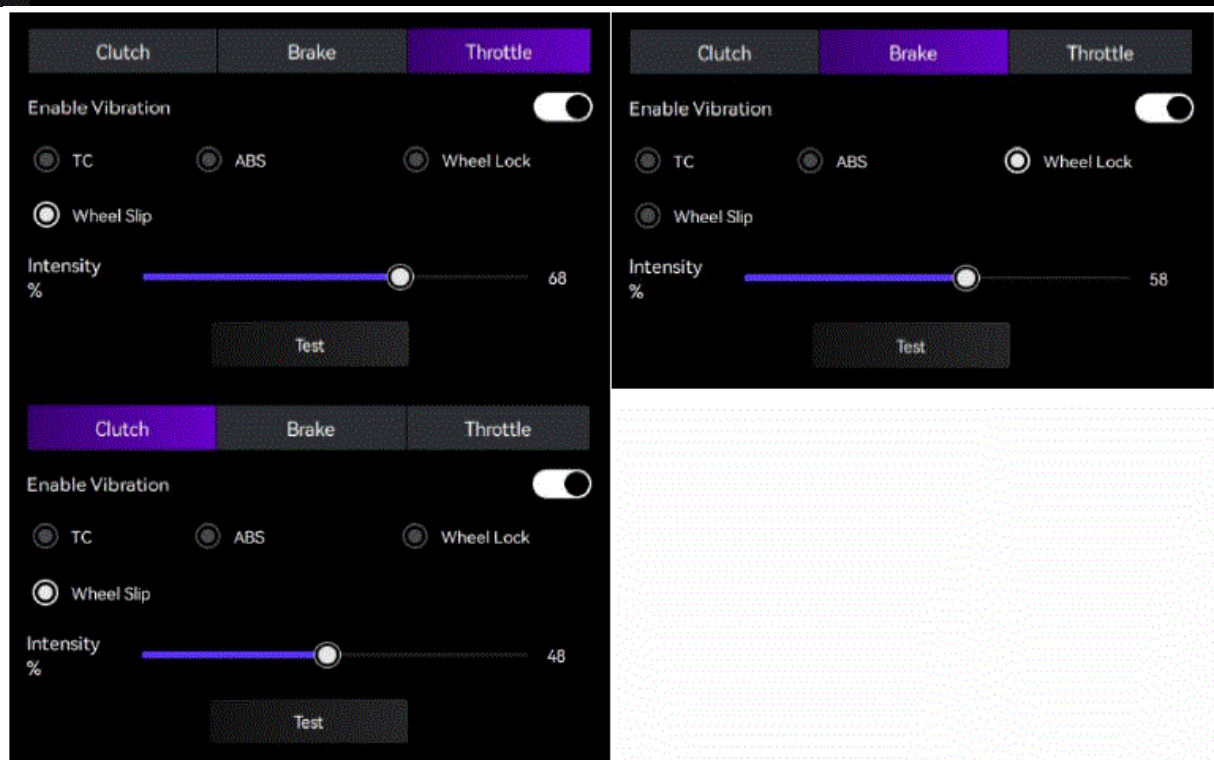 Clutch Brake Throttle
Enable Vibration
TC ABS Wheel Lock
Wheel Slip
Intensity
% 68
Test
Clutch Brake Throttle
Enable Vibration
TC ABS Wheel Lock
Wheel Slip
Intensity
% 58
Test
Clutch Brake Throttle
Enable Vibration
TC ABS Wheel Lock
Wheel Slip
Intensity
% 48
Test